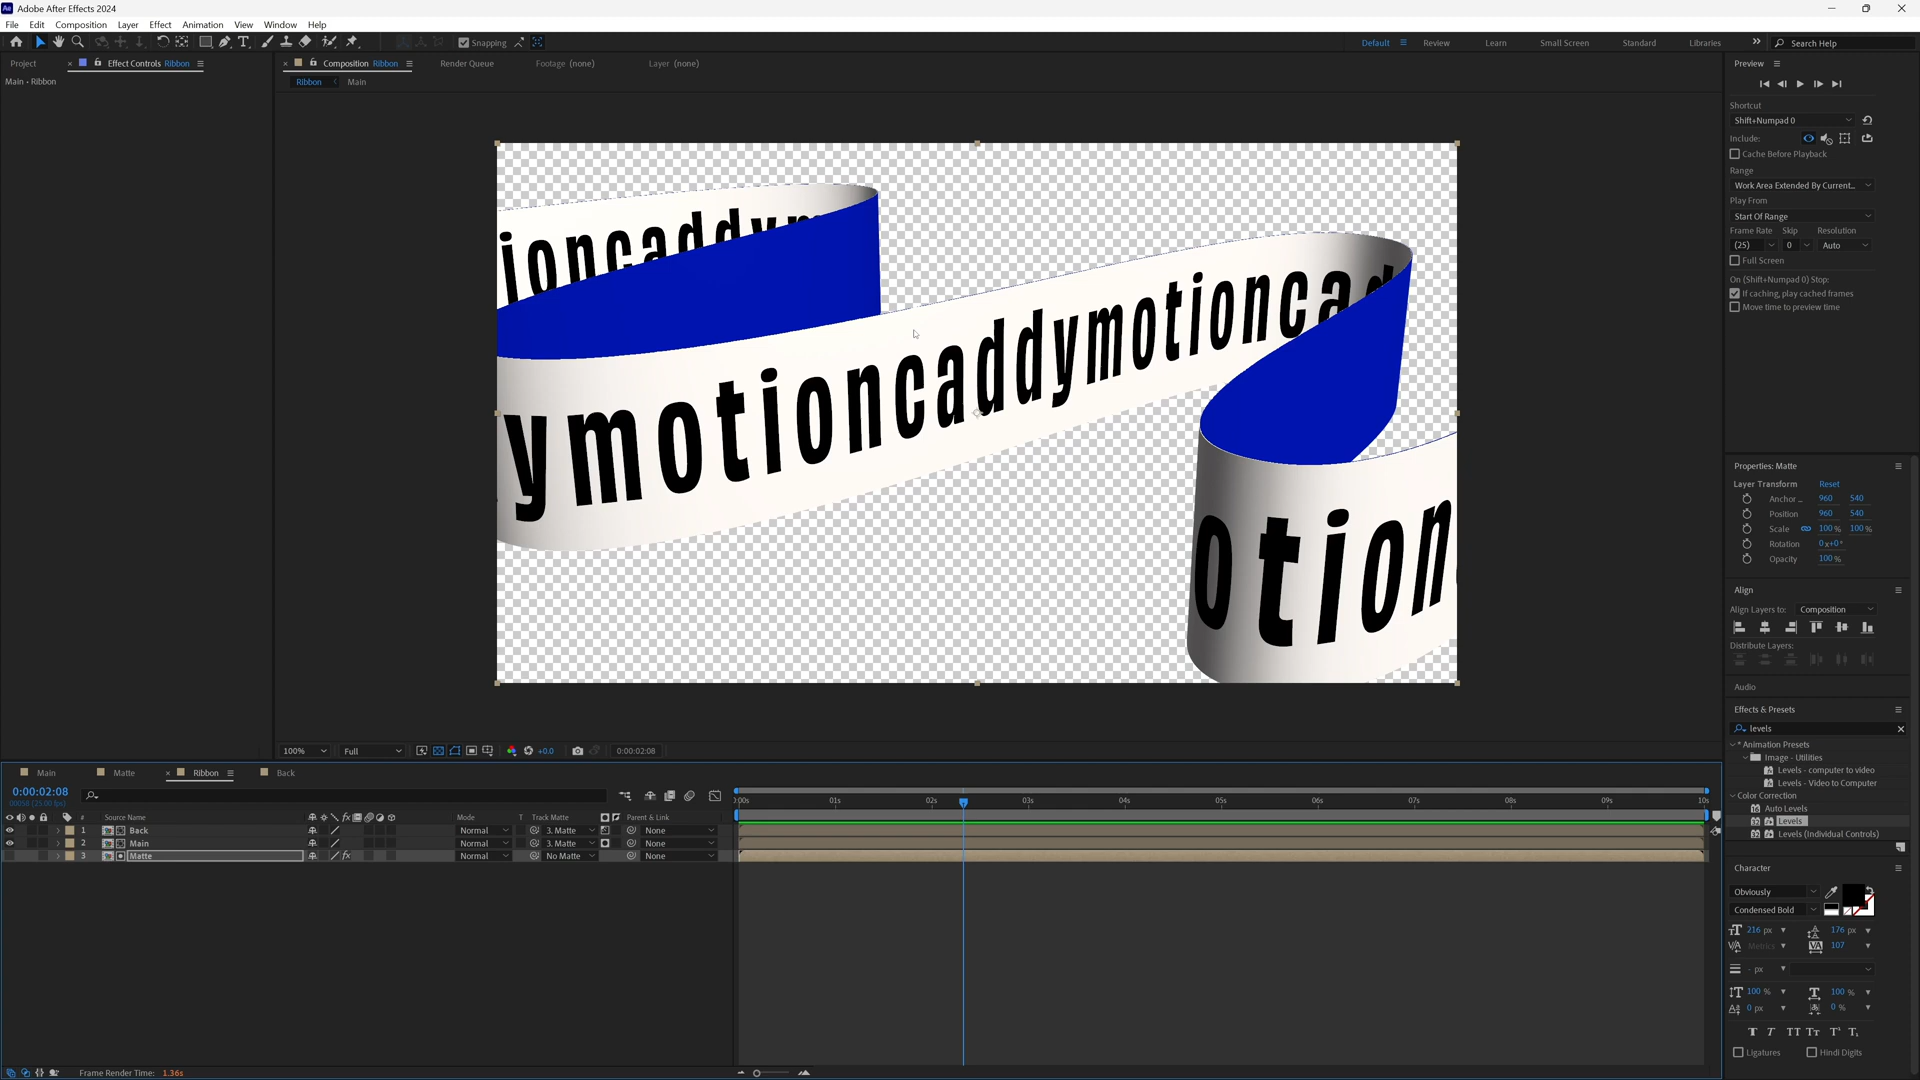 Adobe After Effects 2024
File Edit Composition Layer Effect Animation View Window Help
Snapping
Default Review Learn Small Screen Standard Libraries Search Help
Project Effect Controls Ribbon
Main • Ribbon
Composition Ribbon Render Queue Footage (none) Layer (none)
Ribbon Main
ioncaddym
ymotioncaddymotioncad
otion
100% Full +0.0 0:00:02:08
Preview
Shortcut
Shift+Numpad 0
Include:
Cache Before Playback
Range
Work Area Extended By Current...
Play From
Start Of Range
Frame Rate Skip Resolution
(25) 0 Auto
Full Screen
On (Shift+Numpad 0) Stop:
If caching, play cached frames
Move time to preview time
Properties: Matte
Layer Transform Reset
Anchor ... 960 540
Position 960 540
Scale 100 % 100 %
Rotation 0x+0°
Opacity 100 %
Align
Align Layers to: Composition
Distribute Layers:
Audio
Effects & Presets
levels
* Animation Presets
Image - Utilities
Levels - computer to video
Levels - Video to Computer
Color Correction
Auto Levels
Levels
Levels (Individual Controls)
Character
Obviously
Condensed Bold
216 px 176 px
Metrics 107
- px
100 % 100 %
0 px 0 %
Ligatures Hindi Digits
Main Matte Ribbon Back
0:00:02:08
00058 (25.00 fps)
:00s 01s 02s 03s 04s 05s 06s 07s 08s 09s 10s
# Source Name Mode T Track Matte Parent & Link
1 Back Normal 3. Matte None
2 Main Normal 3. Matte None
3 Matte Normal No Matte None
Frame Render Time: 1.36s